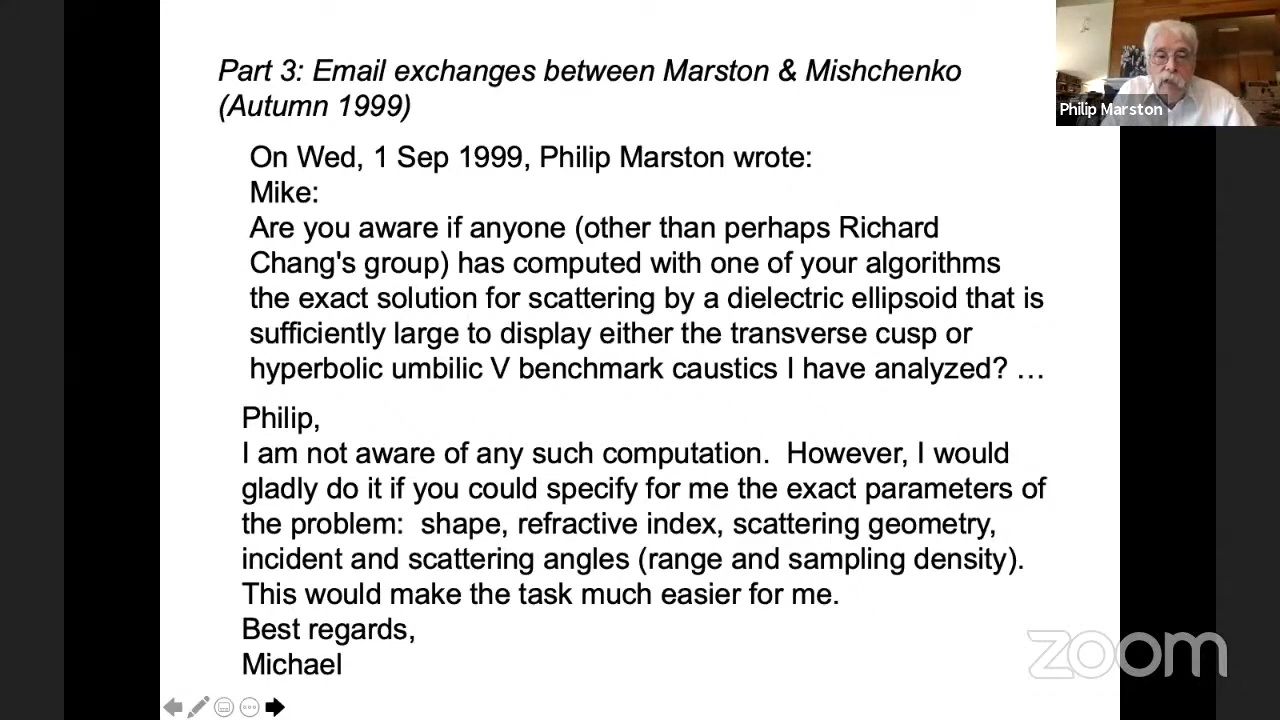 Part 3: Email exchanges between Marston & Mishchenko
(Autumn 1999)
On Wed, 1 Sep 1999, Philip Marston wrote:
Mike:
Are you aware if anyone (other than perhaps Richard
Chang's group) has computed with one of your algorithms
the exact solution for scattering by a dielectric ellipsoid that is
sufficiently large to display either the transverse cusp or
hyperbolic umbilic V benchmark caustics I have analyzed? …
Philip,
I am not aware of any such computation.  However, I would
gladly do it if you could specify for me the exact parameters of
the problem:  shape, refractive index, scattering geometry,
incident and scattering angles (range and sampling density).
This would make the task much easier for me.
Best regards,
Michael
Philip Marston
zoom